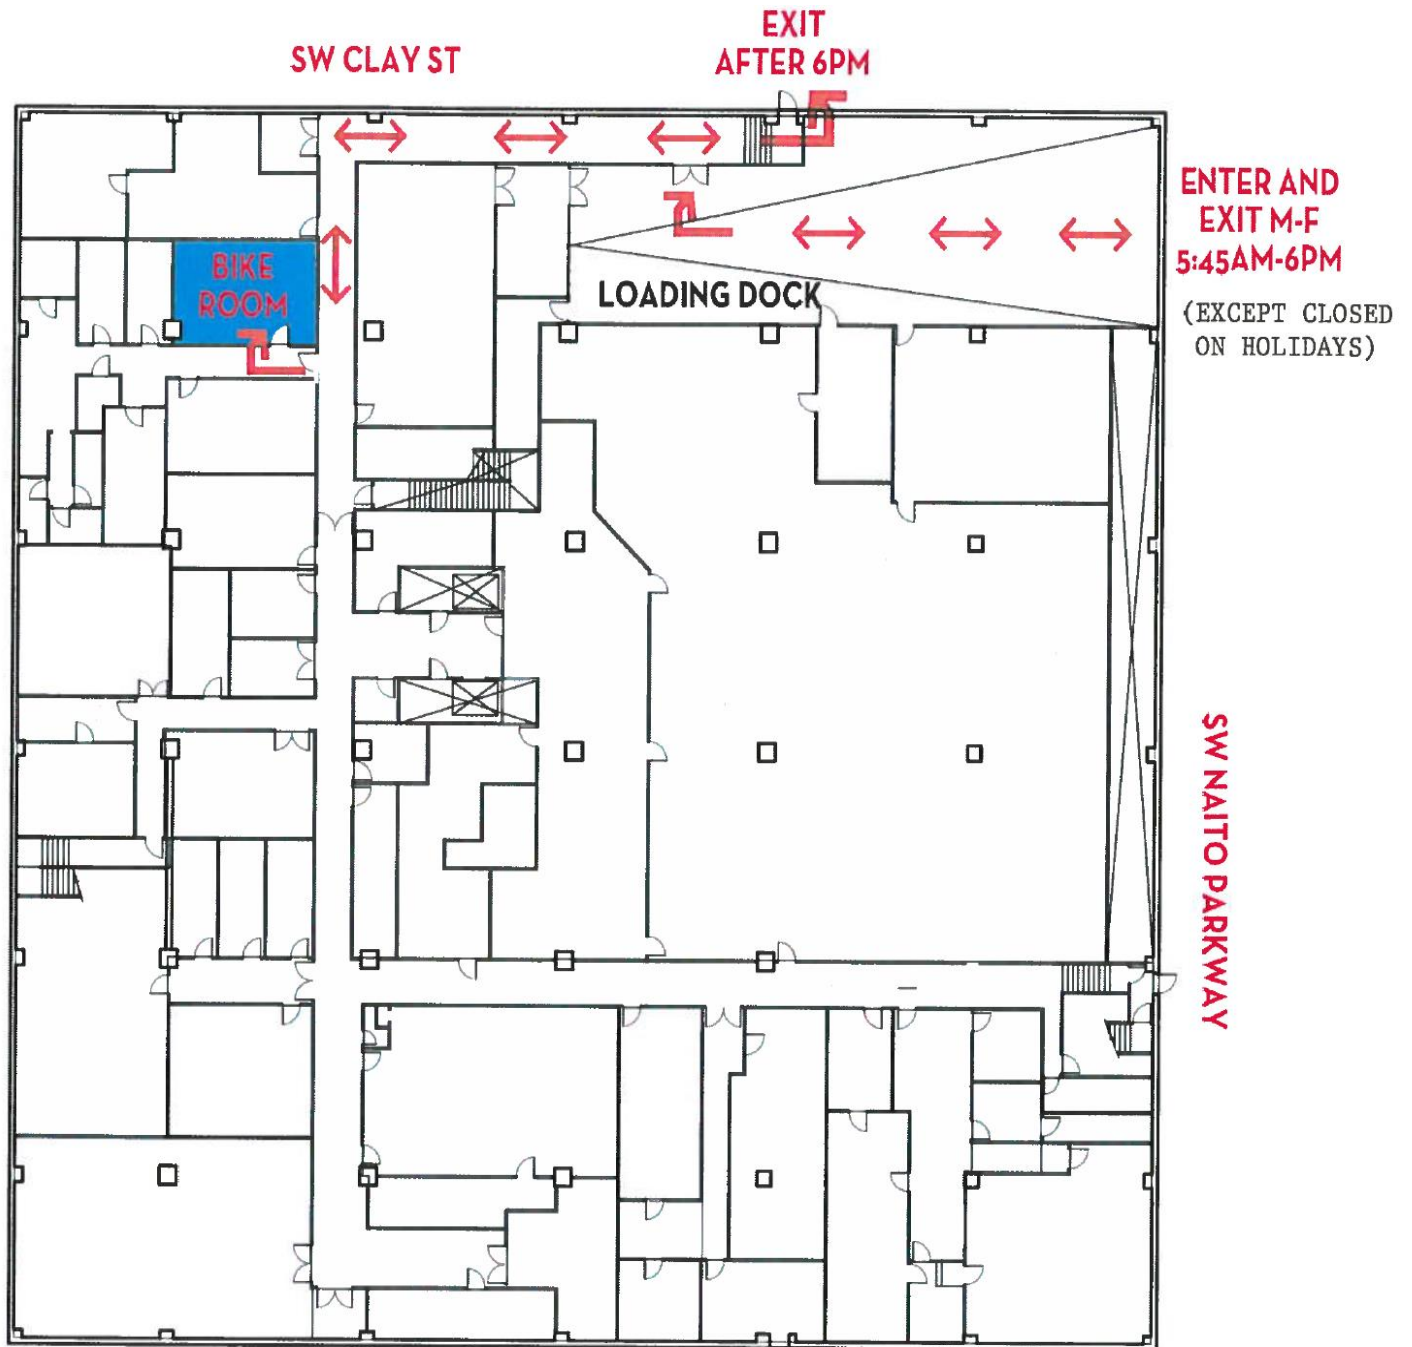 SW CLAY ST
EXIT
AFTER 6PM
ENTER AND
EXIT M-F
5:45AM-6PM
(EXCEPT CLOSED
ON HOLIDAYS)
BIKE
ROOM
LOADING DOCK
SW NAITO PARKWAY